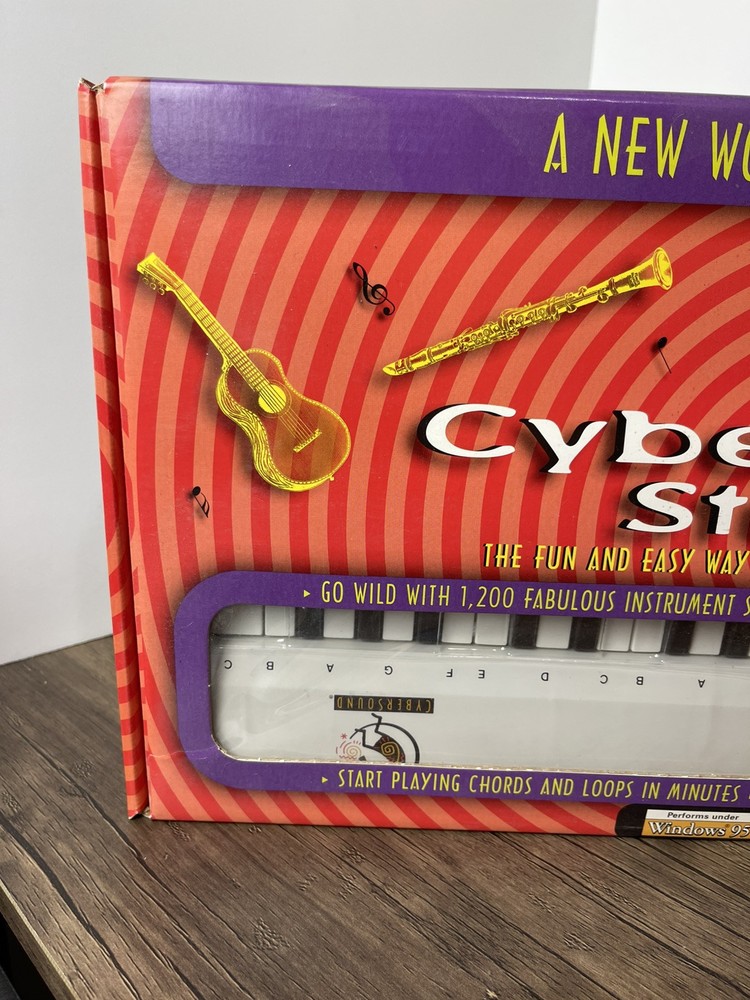 A NEW
Cybe
St
THE FUN AND EASY WAY
▸ GO WILD WITH 1,200 FABULOUS INSTRUMENT S
C B A G F E D C B A
CYBERSOUND®
▸ START PLAYING CHORDS AND LOOPS IN MINUTES
Performs under
Windows 95